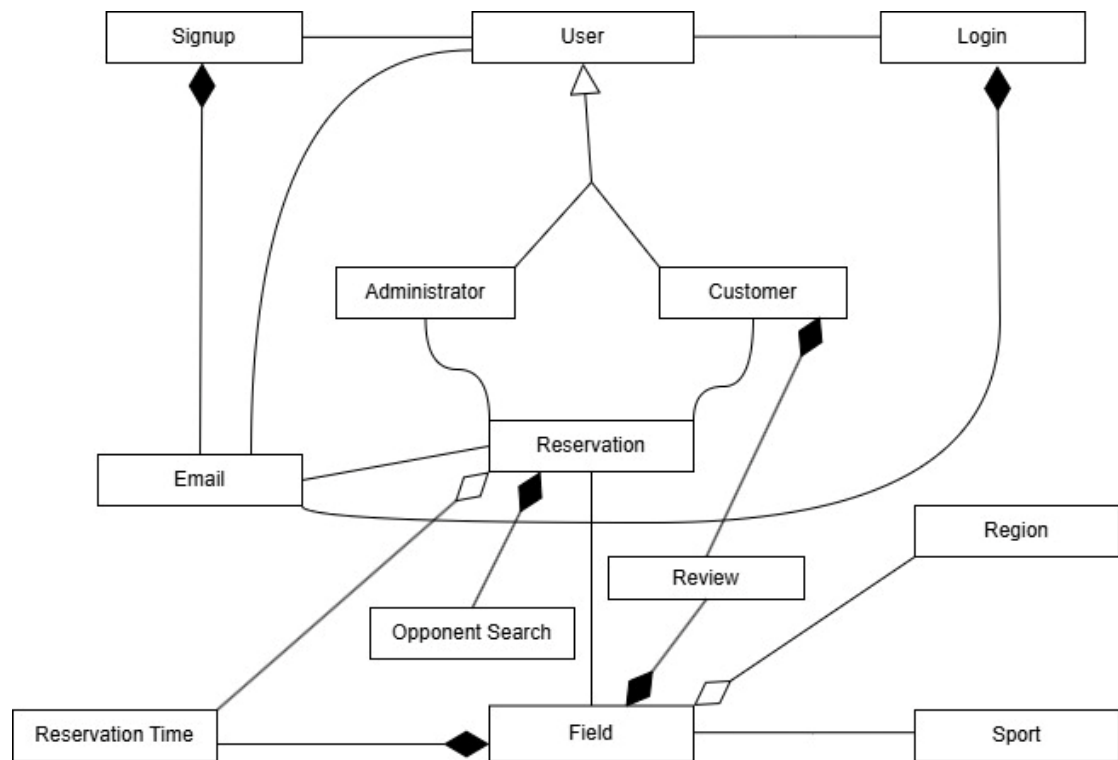 Signup
User
Login
Administrator
Customer
Reservation
Email
Region
Review
Opponent Search
Reservation Time
Field
Sport